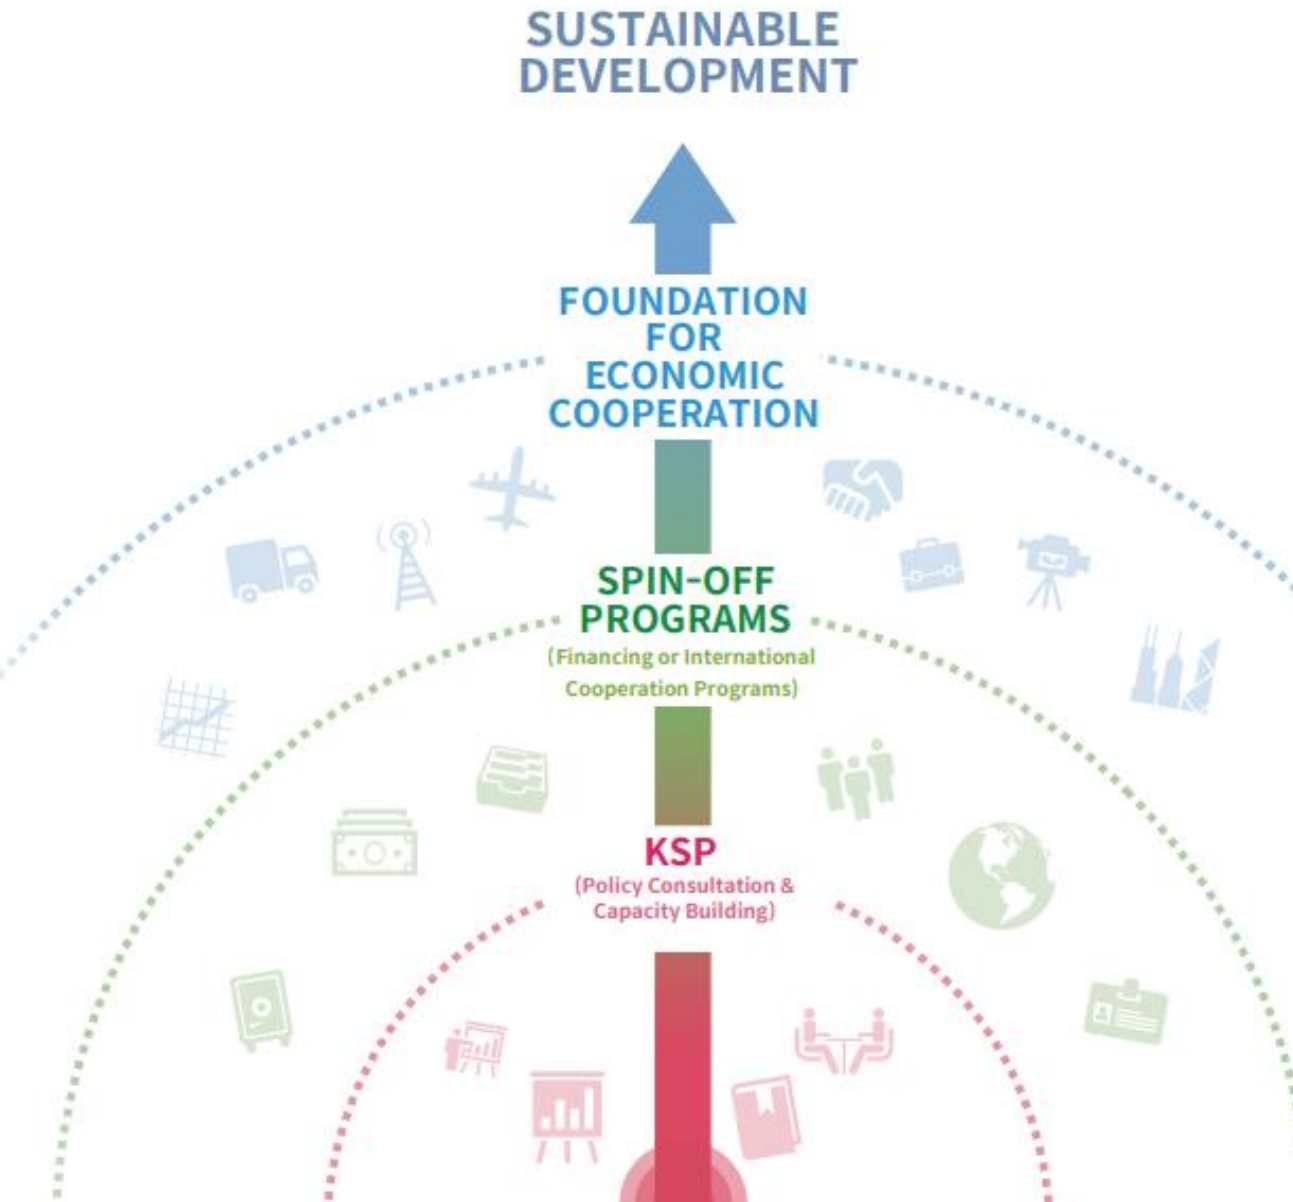 SUSTAINABLE
DEVELOPMENT
FOUNDATION
FOR
ECONOMIC
COOPERATION
SPIN-OFF
PROGRAMS
(Financing or International
Cooperation Programs)
KSP
(Policy Consultation &
Capacity Building)